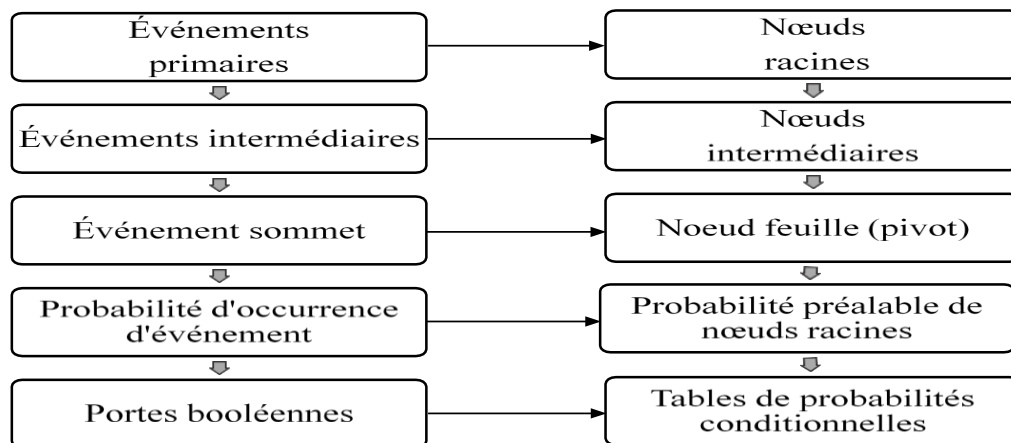 Événements
primaires
Nœuds
racines
Événements intermédiaires
Nœuds
intermédiaires
Événement sommet
Noeud feuille (pivot)
Probabilité d'occurrence
d'événement
Probabilité préalable de
nœuds racines
Portes booléennes
Tables de probabilités
conditionnelles